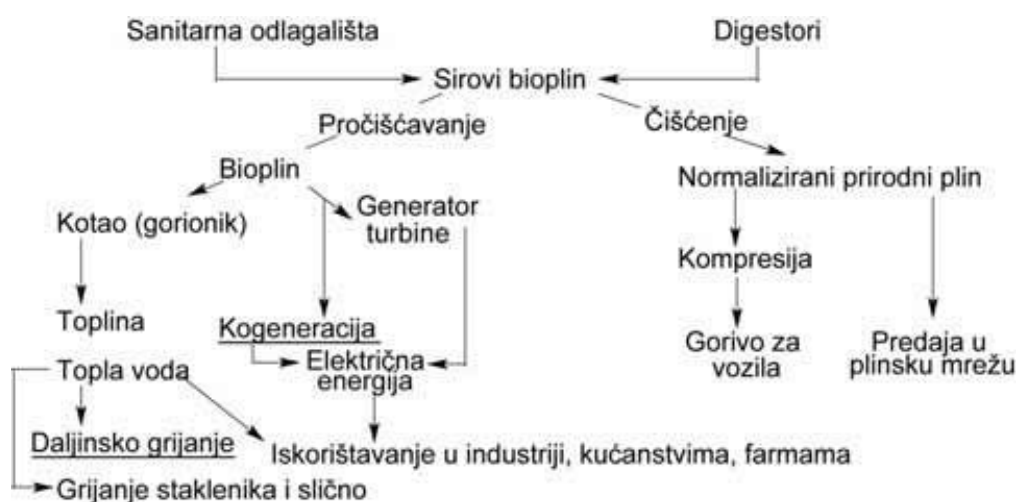 Sanitarna odlagališta
Digestori
Sirovi bioplin
Pročišćavanje
Čišćenje
Bioplin
Normalizirani prirodni plin
Kotao (gorionik)
Generator
turbine
Kompresija
Toplina
Kogeneracija
Gorivo za
vozila
Predaja u
plinsku mrežu
Topla voda
Električna
energija
Daljinsko grijanje
Iskorištavanje u industriji, kućanstvima, farmama
Grijanje staklenika i slično